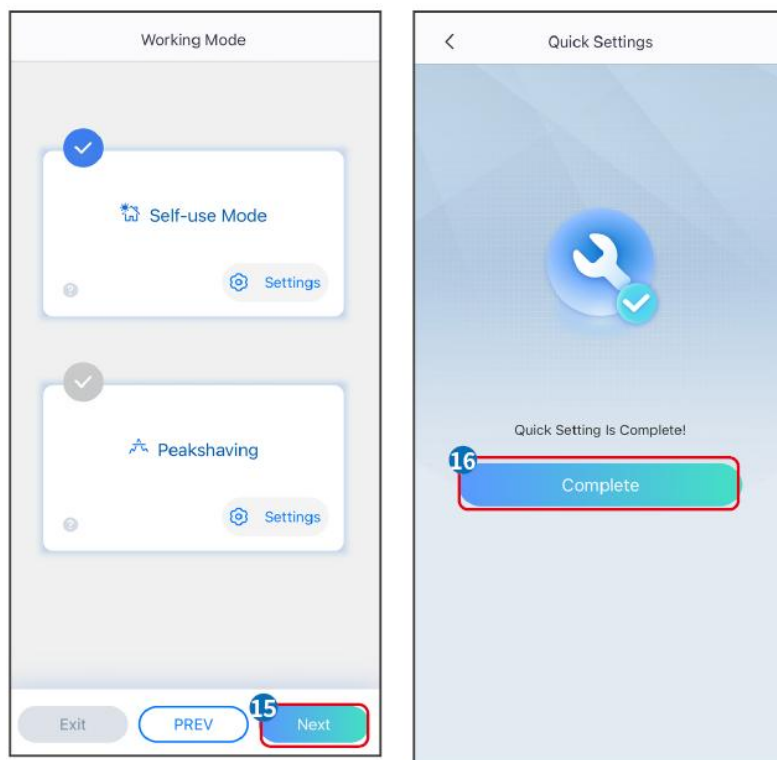 Working Mode
Self-use Mode
?
Settings
Peakshaving
?
Settings
Exit
PREV
15
Next
Quick Settings
Quick Setting Is Complete!
16
Complete